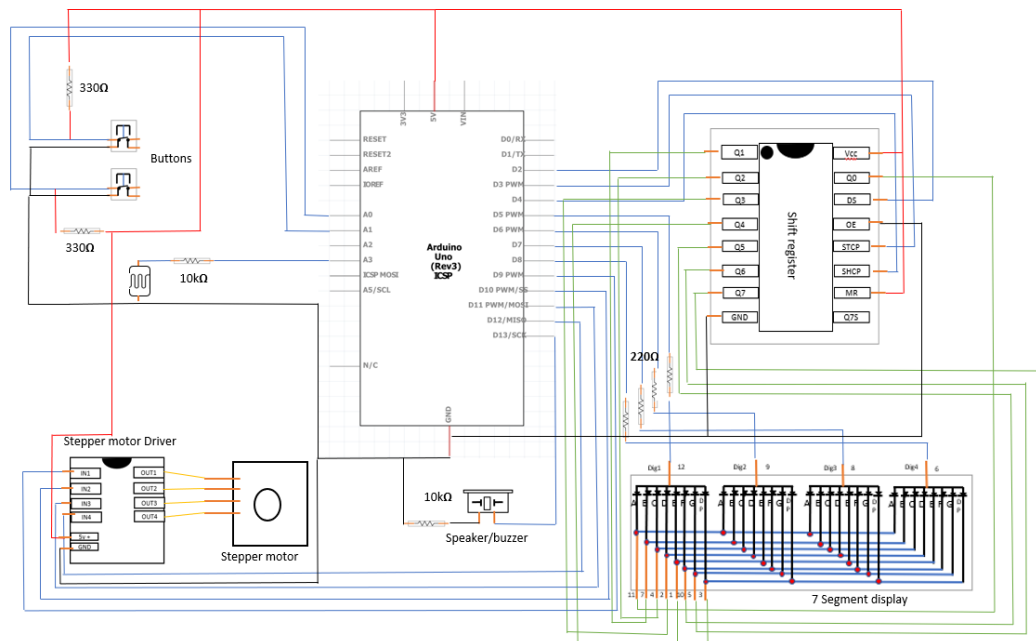 330Ω
Buttons
330Ω
10kΩ
3V3
5V
VIN
RESET
RESET2
AREF
IOREF
A0
A1
A2
A3
ICSP MOSI
A5/SCL
N/C
Arduino
Uno
(Rev3)
ICSP
D0/RX
D1/TX
D2
D3 PWM
D4
D5 PWM
D6 PWM
D7
D8
D9 PWM
D10 PWM/SS
D11 PWM/MOSI
D12/MISO
D13/SCK
GND
Q1
Q2
Q3
Q4
Q5
Q6
Q7
GND
Shift register
Vcc
Q0
DS
OE
STCP
SHCP
MR
Q7S
220Ω
Stepper motor Driver
IN1
IN2
IN3
IN4
5v +
GND
OUT1
OUT2
OUT3
OUT4
Stepper motor
10kΩ
Speaker/buzzer
Dig1 12
Dig2 9
Dig3 8
Dig4 6
A B C D E F G DP
A B C D E F G DP
A B C D E F G DP
A B C D E F G DP
11 7 4 2 1 10 5 3
7 Segment display